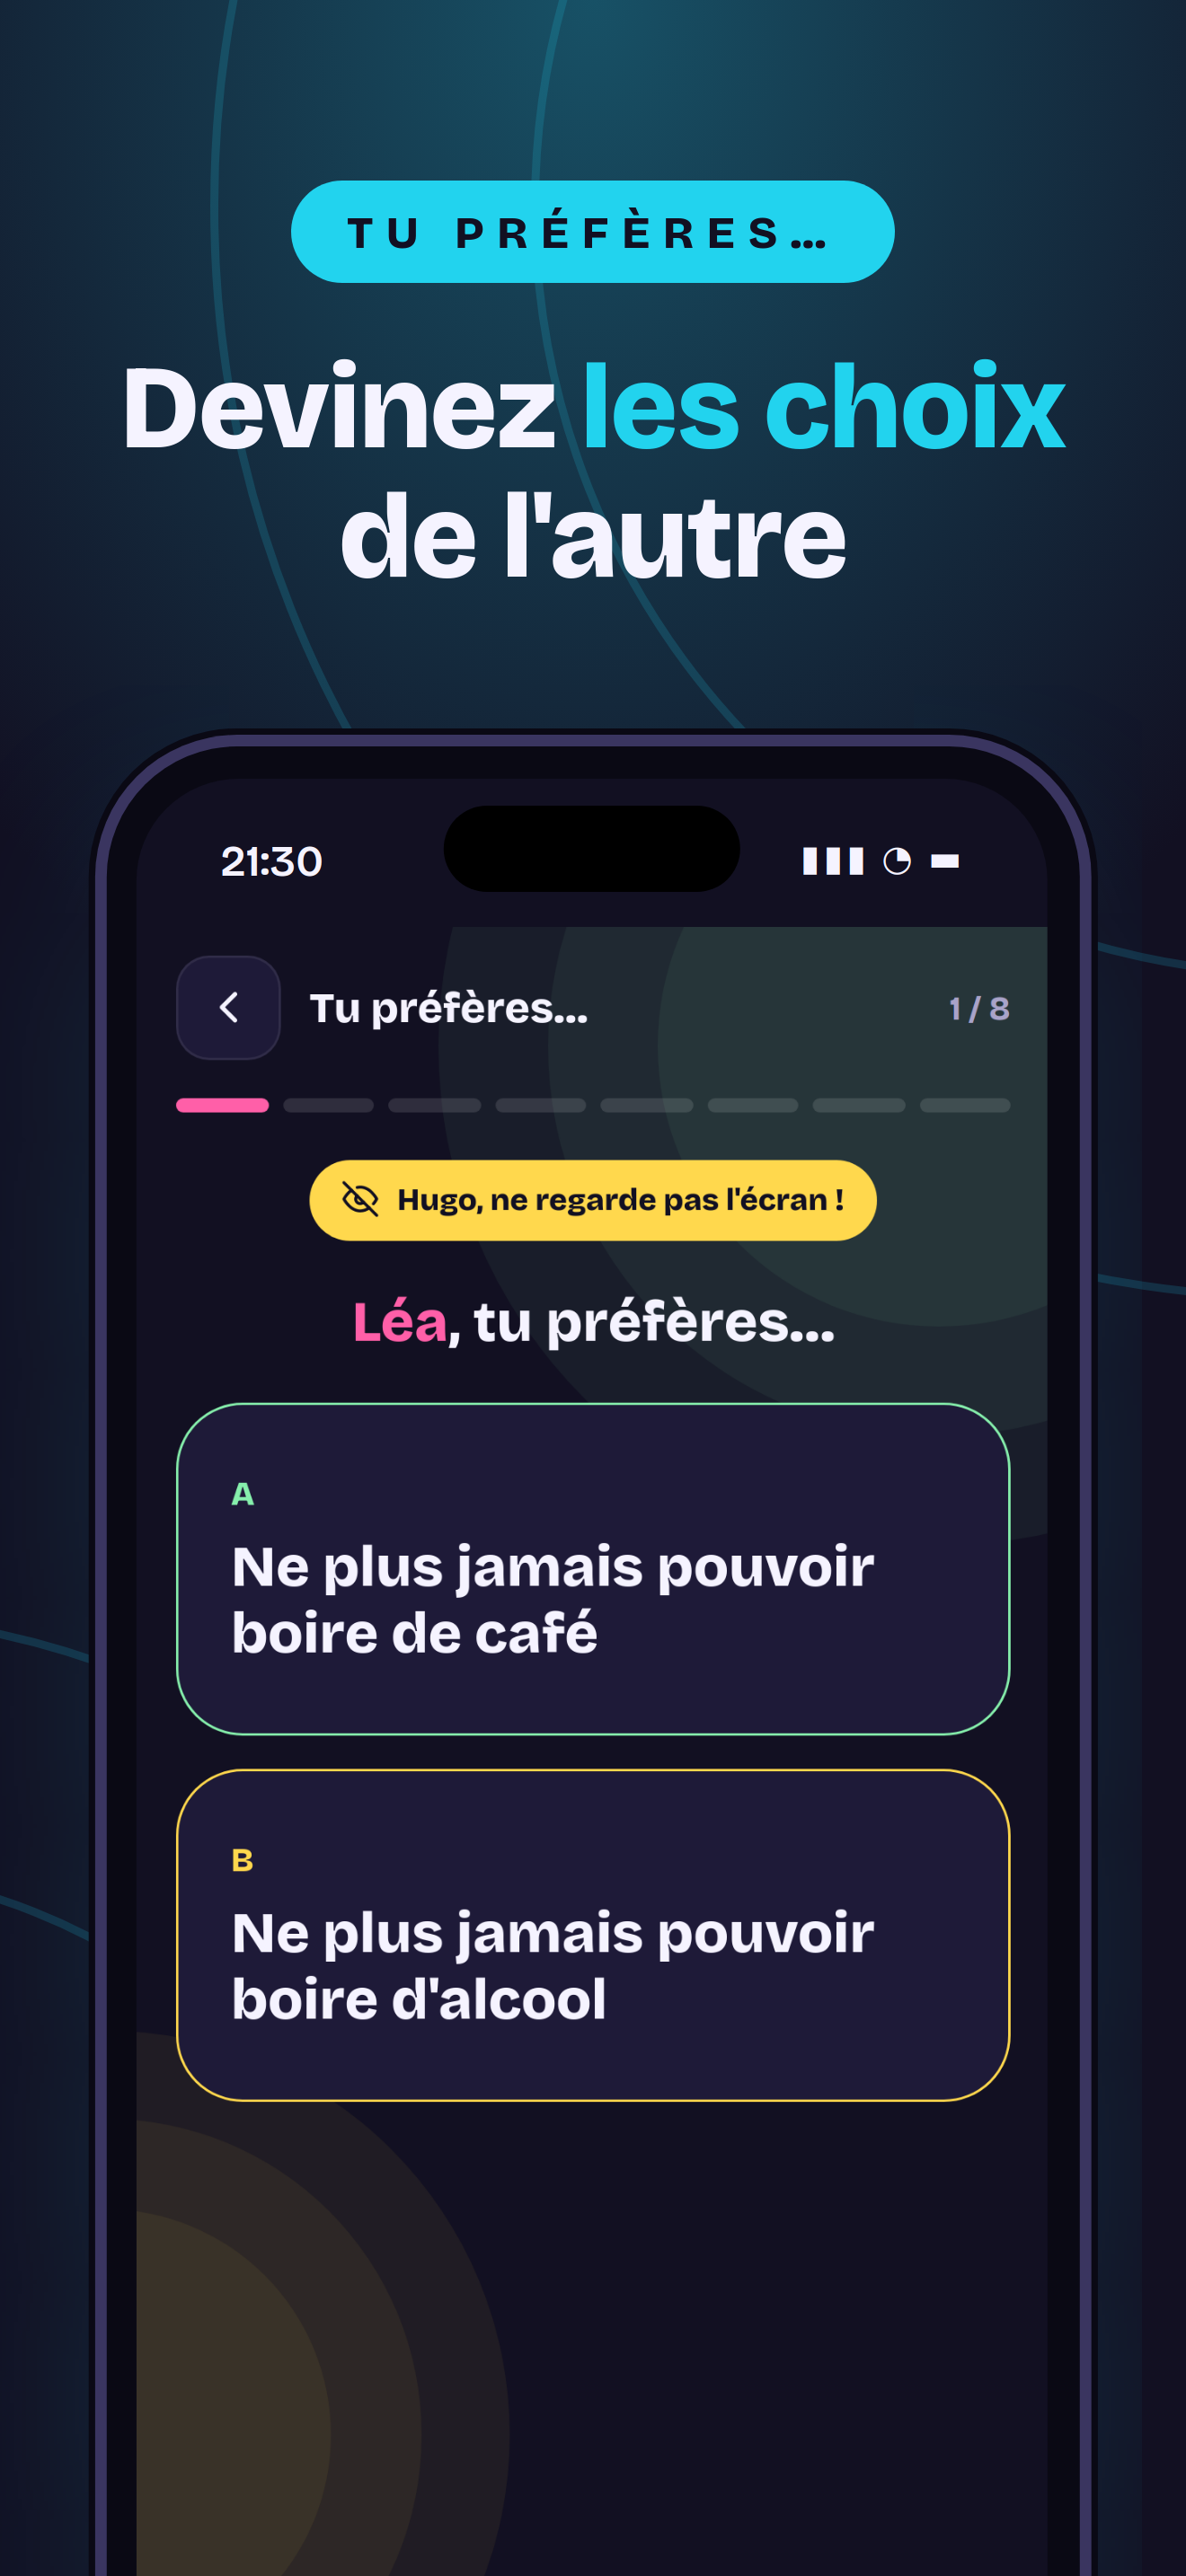 TU PRÉFÈRES…
Devinez les choix
de l'autre
21:30
Tu préfères...
1 / 8
Hugo, ne regarde pas l'écran !
Léa, tu préfères...
A
Ne plus jamais pouvoir
boire de café
B
Ne plus jamais pouvoir
boire d'alcool